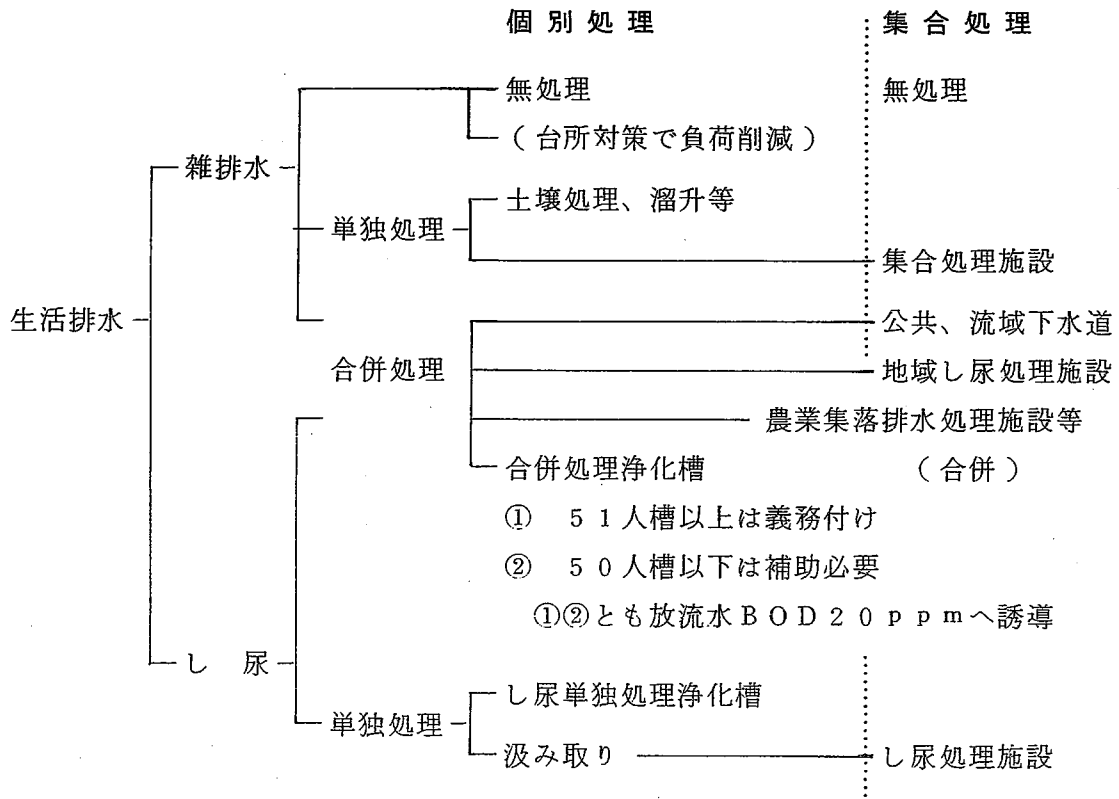 個別処理 集合処理
無処理 無処理
(台所対策で負荷削減)
雑排水
土壌処理、溜升等
単独処理
集合処理施設
生活排水 公共、流域下水道
合併処理 地域し尿処理施設
農業集落排水処理施設等
合併処理浄化槽 (合併)
① 51人槽以上は義務付け
② 50人槽以下は補助必要
①②とも放流水BOD20ppmへ誘導
し尿
し尿単独処理浄化槽
単独処理
汲み取り し尿処理施設